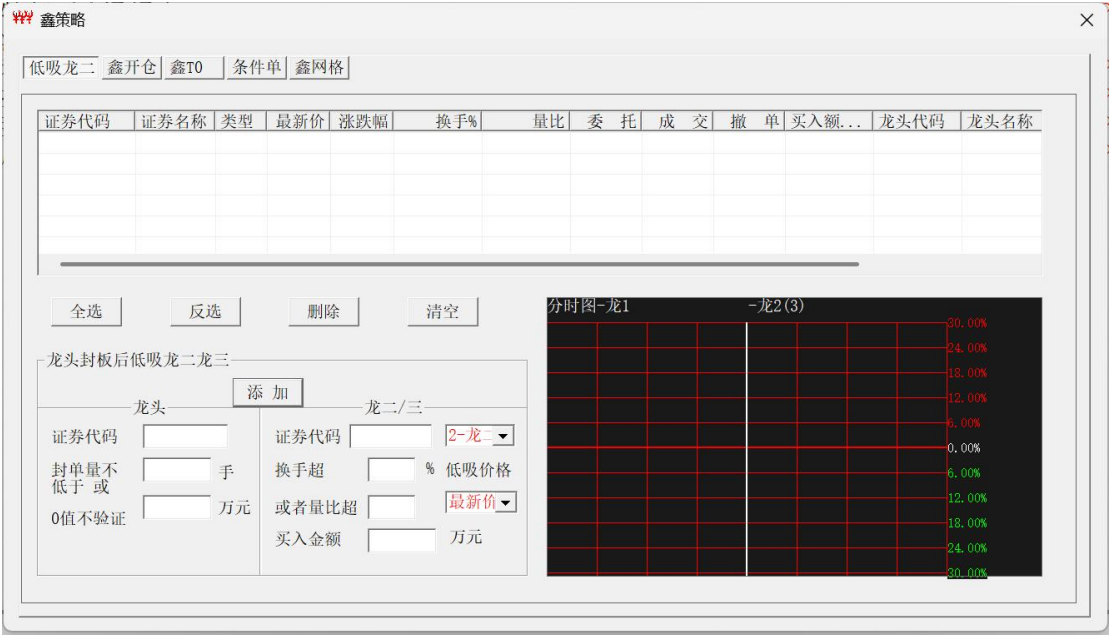 鑫策略
低吸龙二 鑫开仓 鑫T0 条件单 鑫网格
证券代码 证券名称 类型 最新价 涨跌幅 换手% 量比 委 托 成 交 撤 单 买入额... 龙头代码 龙头名称
全选 反选 删除 清空
分时图-龙1 -龙2(3)
30.00%
24.00%
18.00%
12.00%
6.00%
0.00%
6.00%
12.00%
18.00%
24.00%
30.00%
龙头封板后低吸龙二龙三
添 加
龙头
证券代码
封单量不
低于 或
手
0值不验证
万元
龙二/三
证券代码 2-龙二
换手超 % 低吸价格
或者量比超 最新价
买入金额 万元